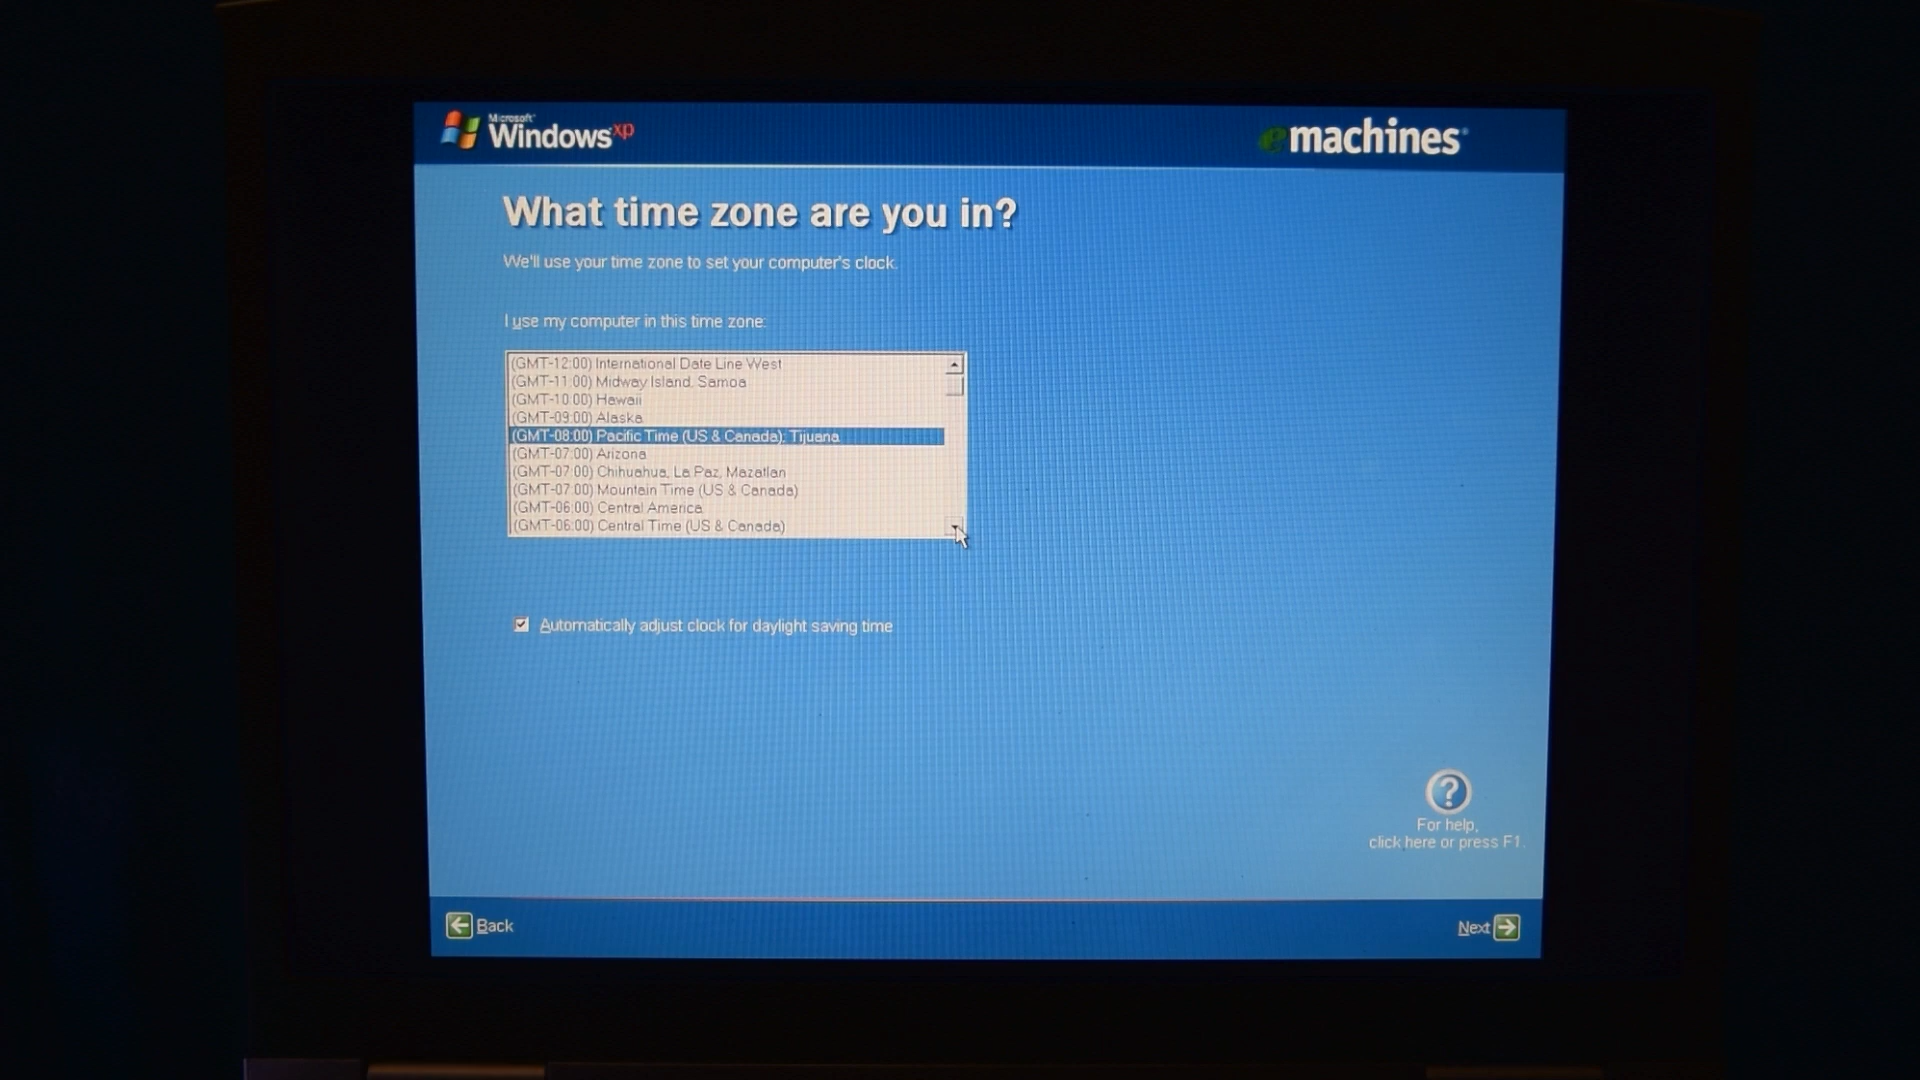 Microsoft
Windows xp
emachines
What time zone are you in?
We'll use your time zone to set your computer's clock.
I use my computer in this time zone:
(GMT-12:00) International Date Line West
(GMT-11:00) Midway Island, Samoa
(GMT-10:00) Hawaii
(GMT-09:00) Alaska
(GMT-08:00) Pacific Time (US & Canada); Tijuana
(GMT-07:00) Arizona
(GMT-07:00) Chihuahua, La Paz, Mazatlan
(GMT-07:00) Mountain Time (US & Canada)
(GMT-06:00) Central America
(GMT-06:00) Central Time (US & Canada)
Automatically adjust clock for daylight saving time
?
For help,
click here or press F1.
Back
Next